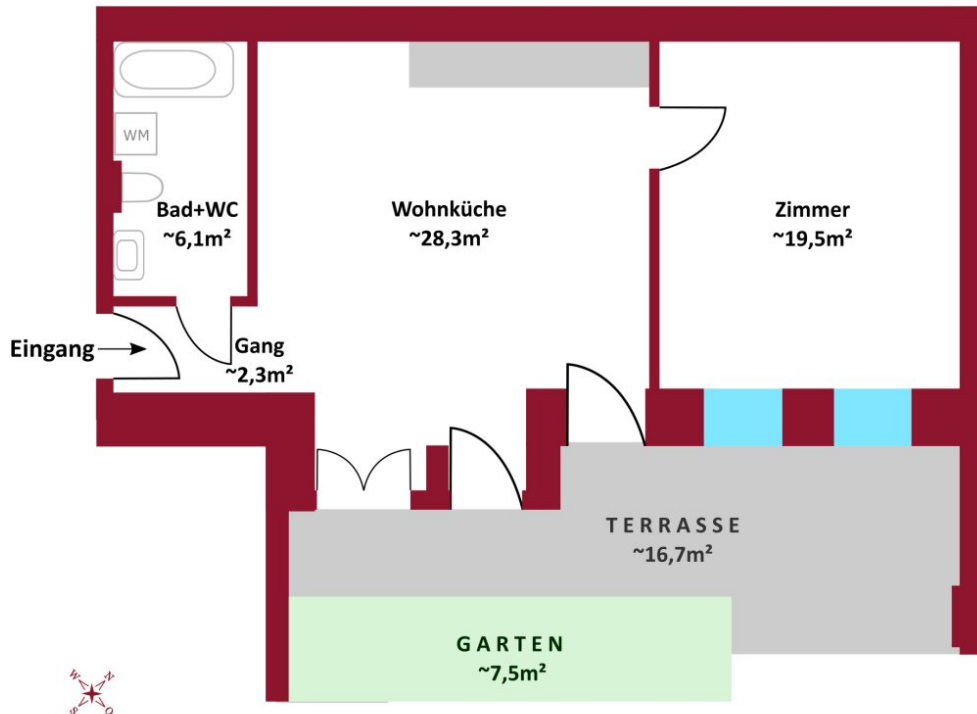 WM
Bad+WC
~6,1m²
Wohnküche
~28,3m²
Zimmer
~19,5m²
Eingang
Gang
~2,3m²
TERRASSE
~16,7m²
GARTEN
~7,5m²
W N
S O